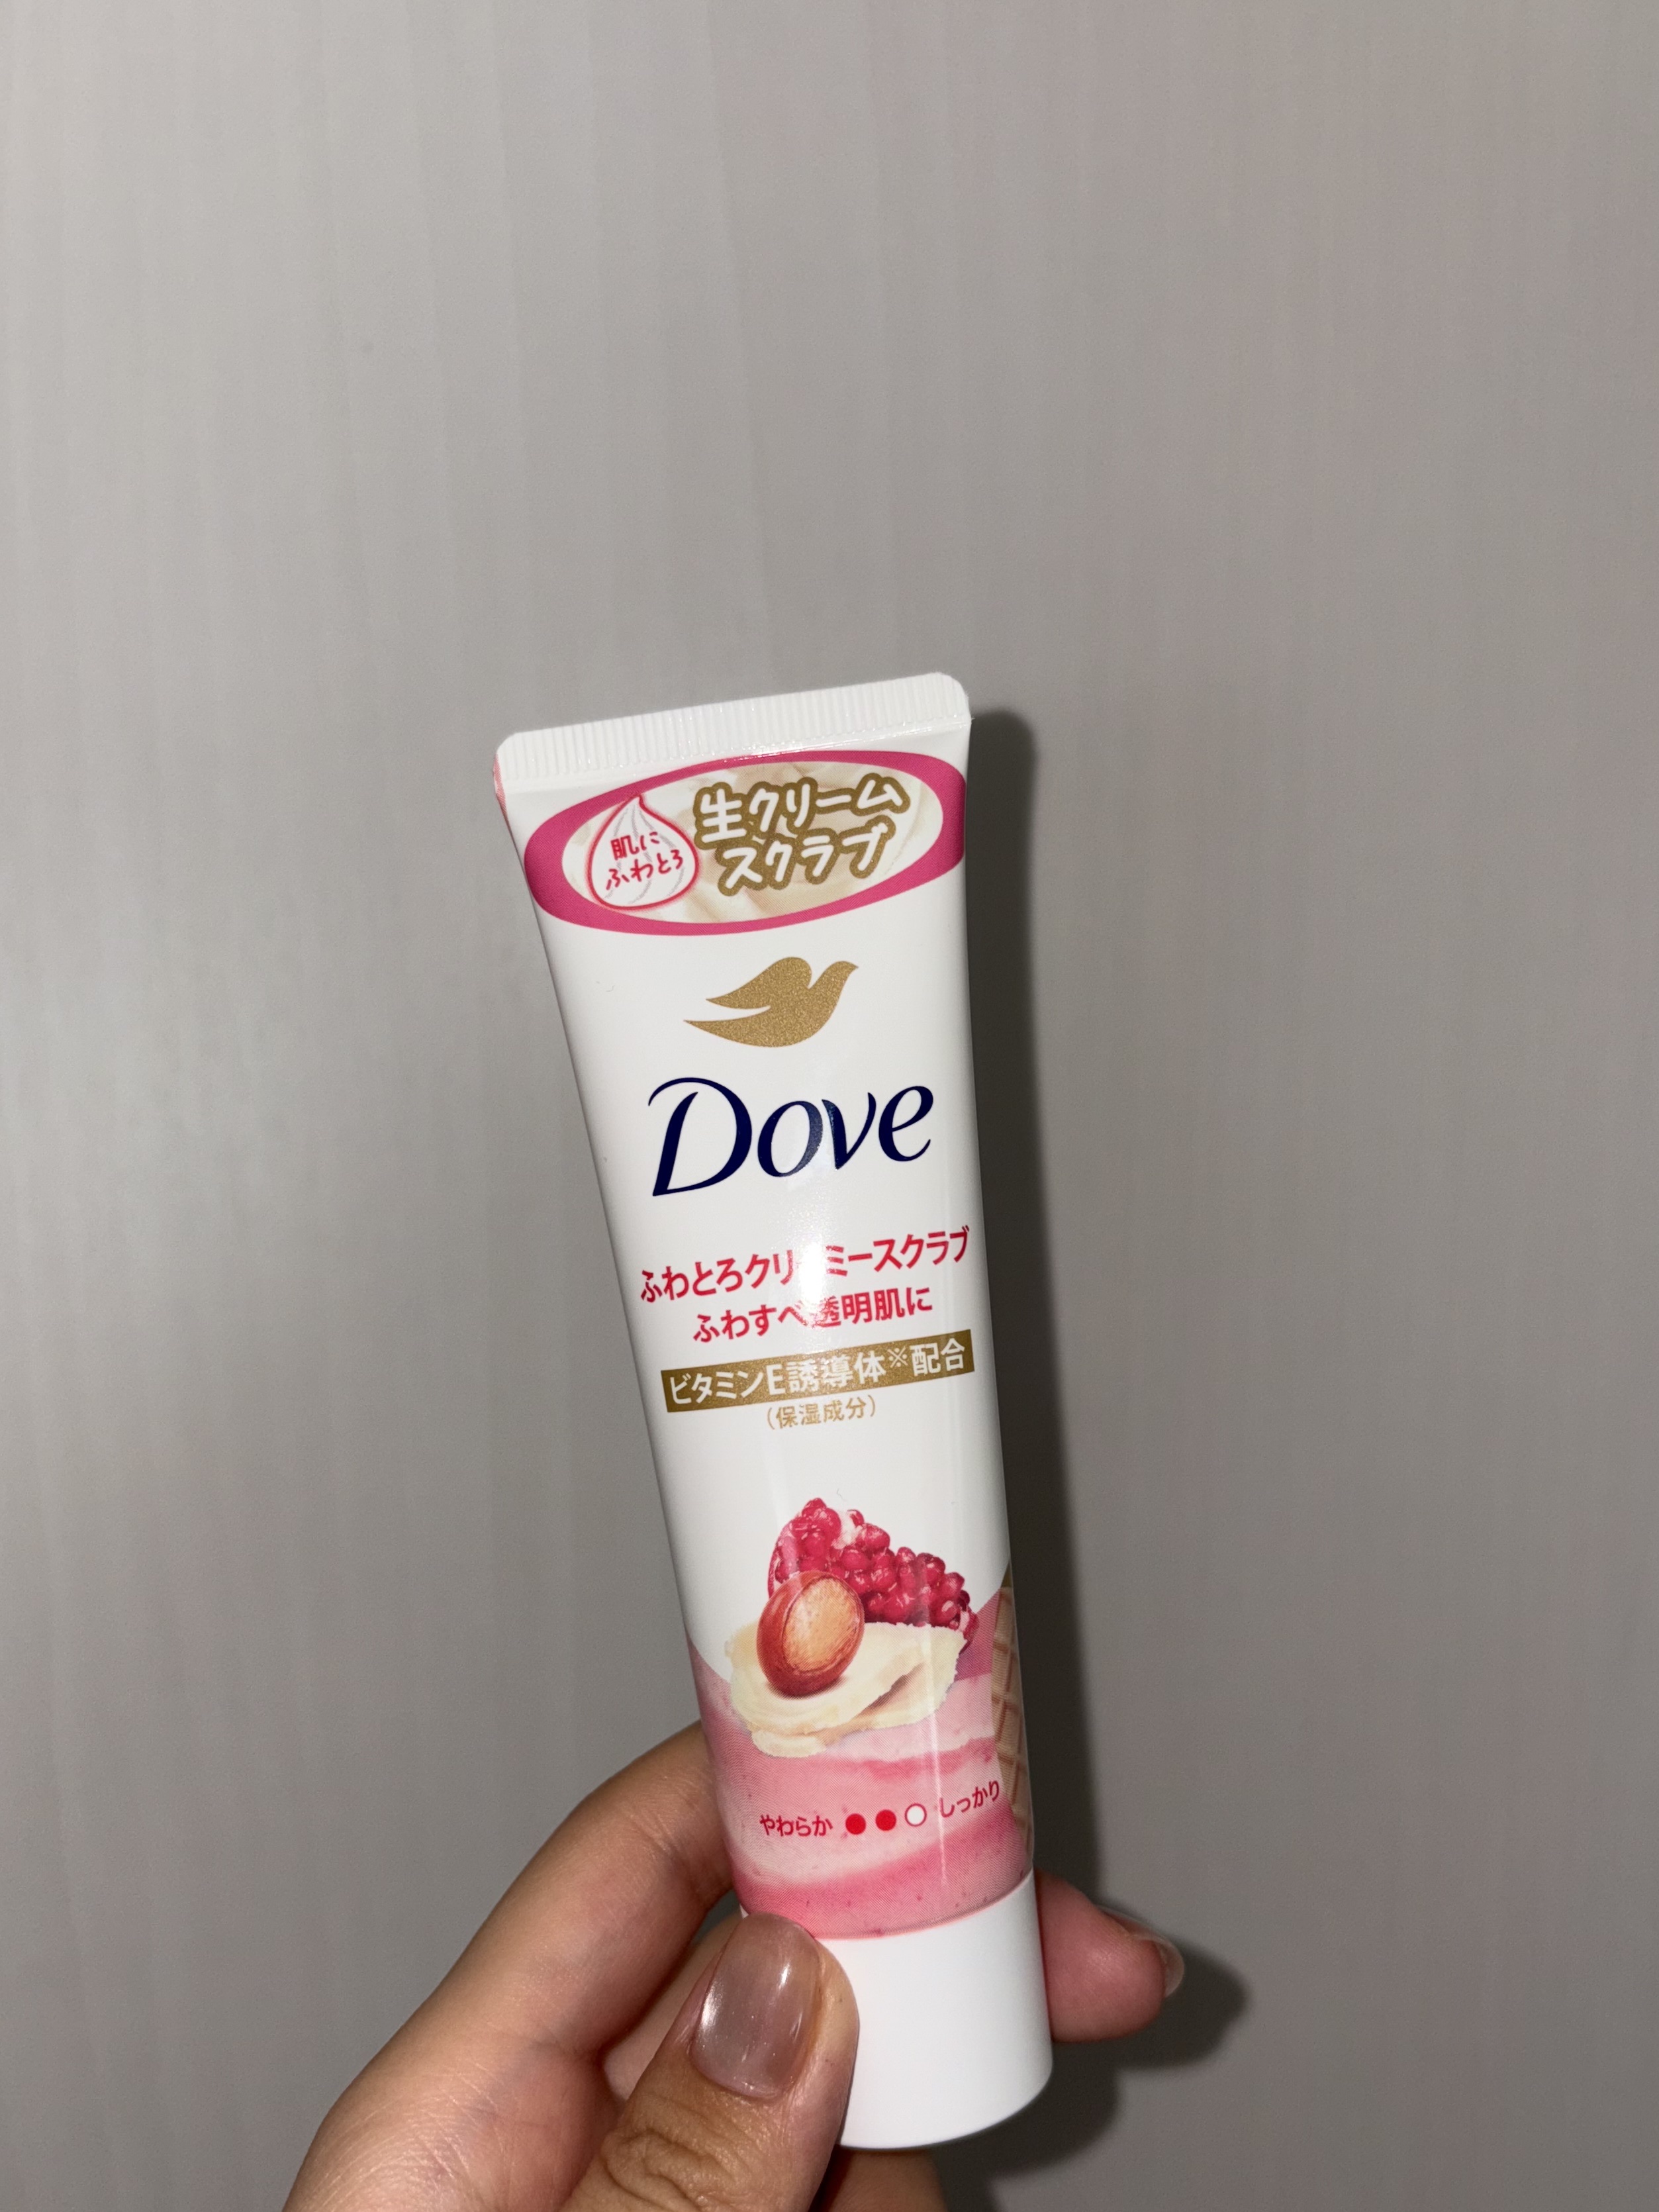 肌に
ふわとろ
生クリーム
スクラブ
Dove
ふわとろクリーミースクラブ
ふわすべ透明肌に
ビタミンE誘導体※配合
(保湿成分)
やわらか しっかり